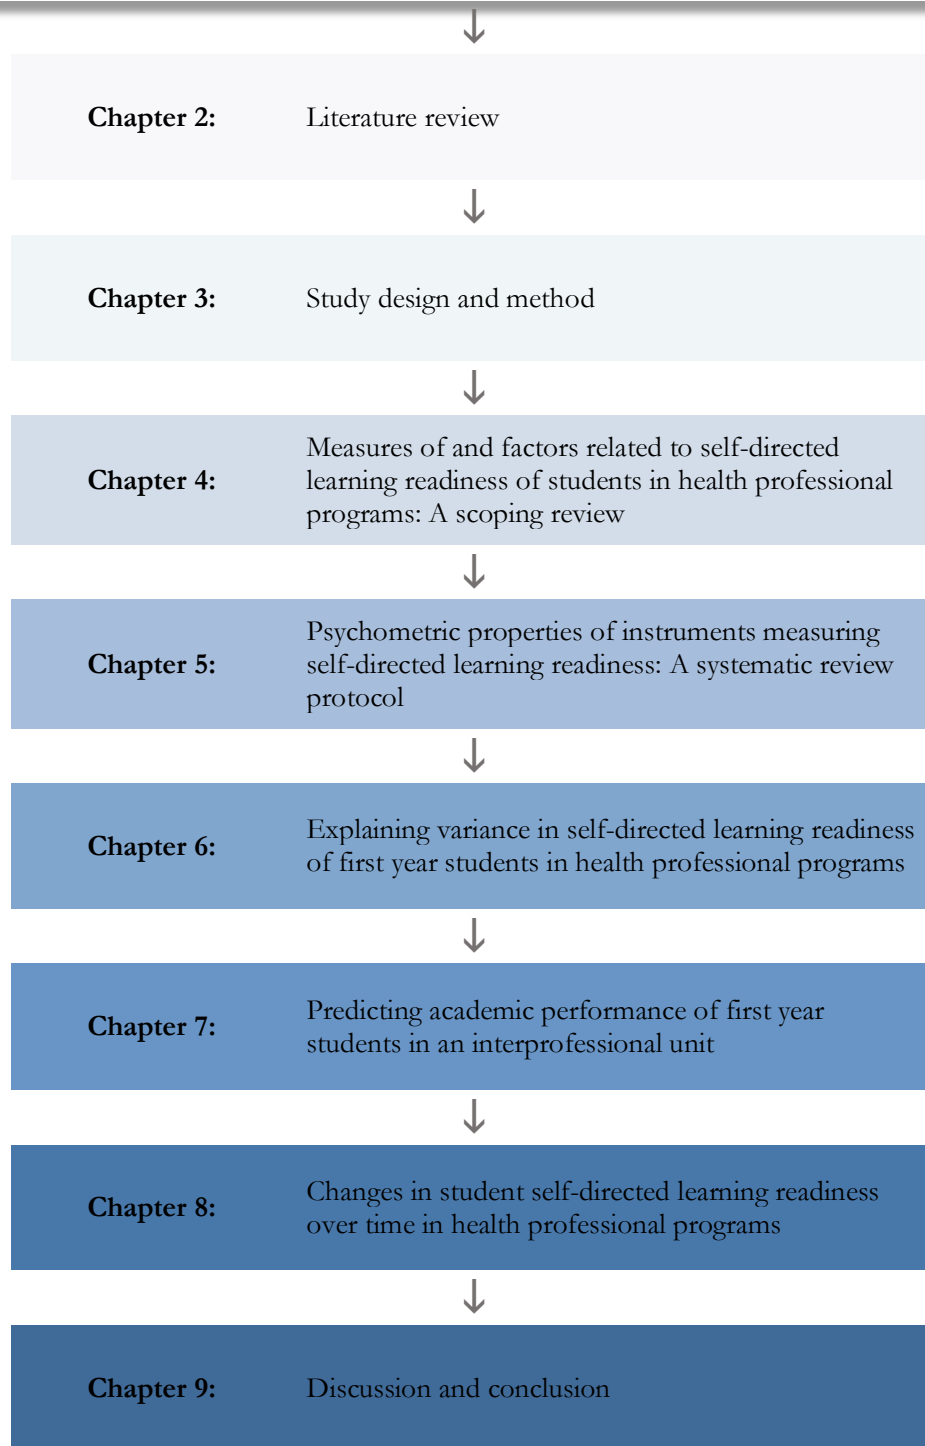 Chapter 2: Literature review
Chapter 3: Study design and method
Measures of and factors related to self-directed
Chapter 4: learning readiness of students in health professional
programs: A scoping review
Psychometric properties of instruments measuring
Chapter 5: self-directed learning readiness: A systematic review
protocol
Chapter 6: Explaining variance in self-directed learning readiness
of first year students in health professional programs
Chapter 7: Predicting academic performance of first year
students in an interprofessional unit
Chapter 8: Changes in student self-directed learning readiness
over time in health professional programs
Chapter 9: Discussion and conclusion